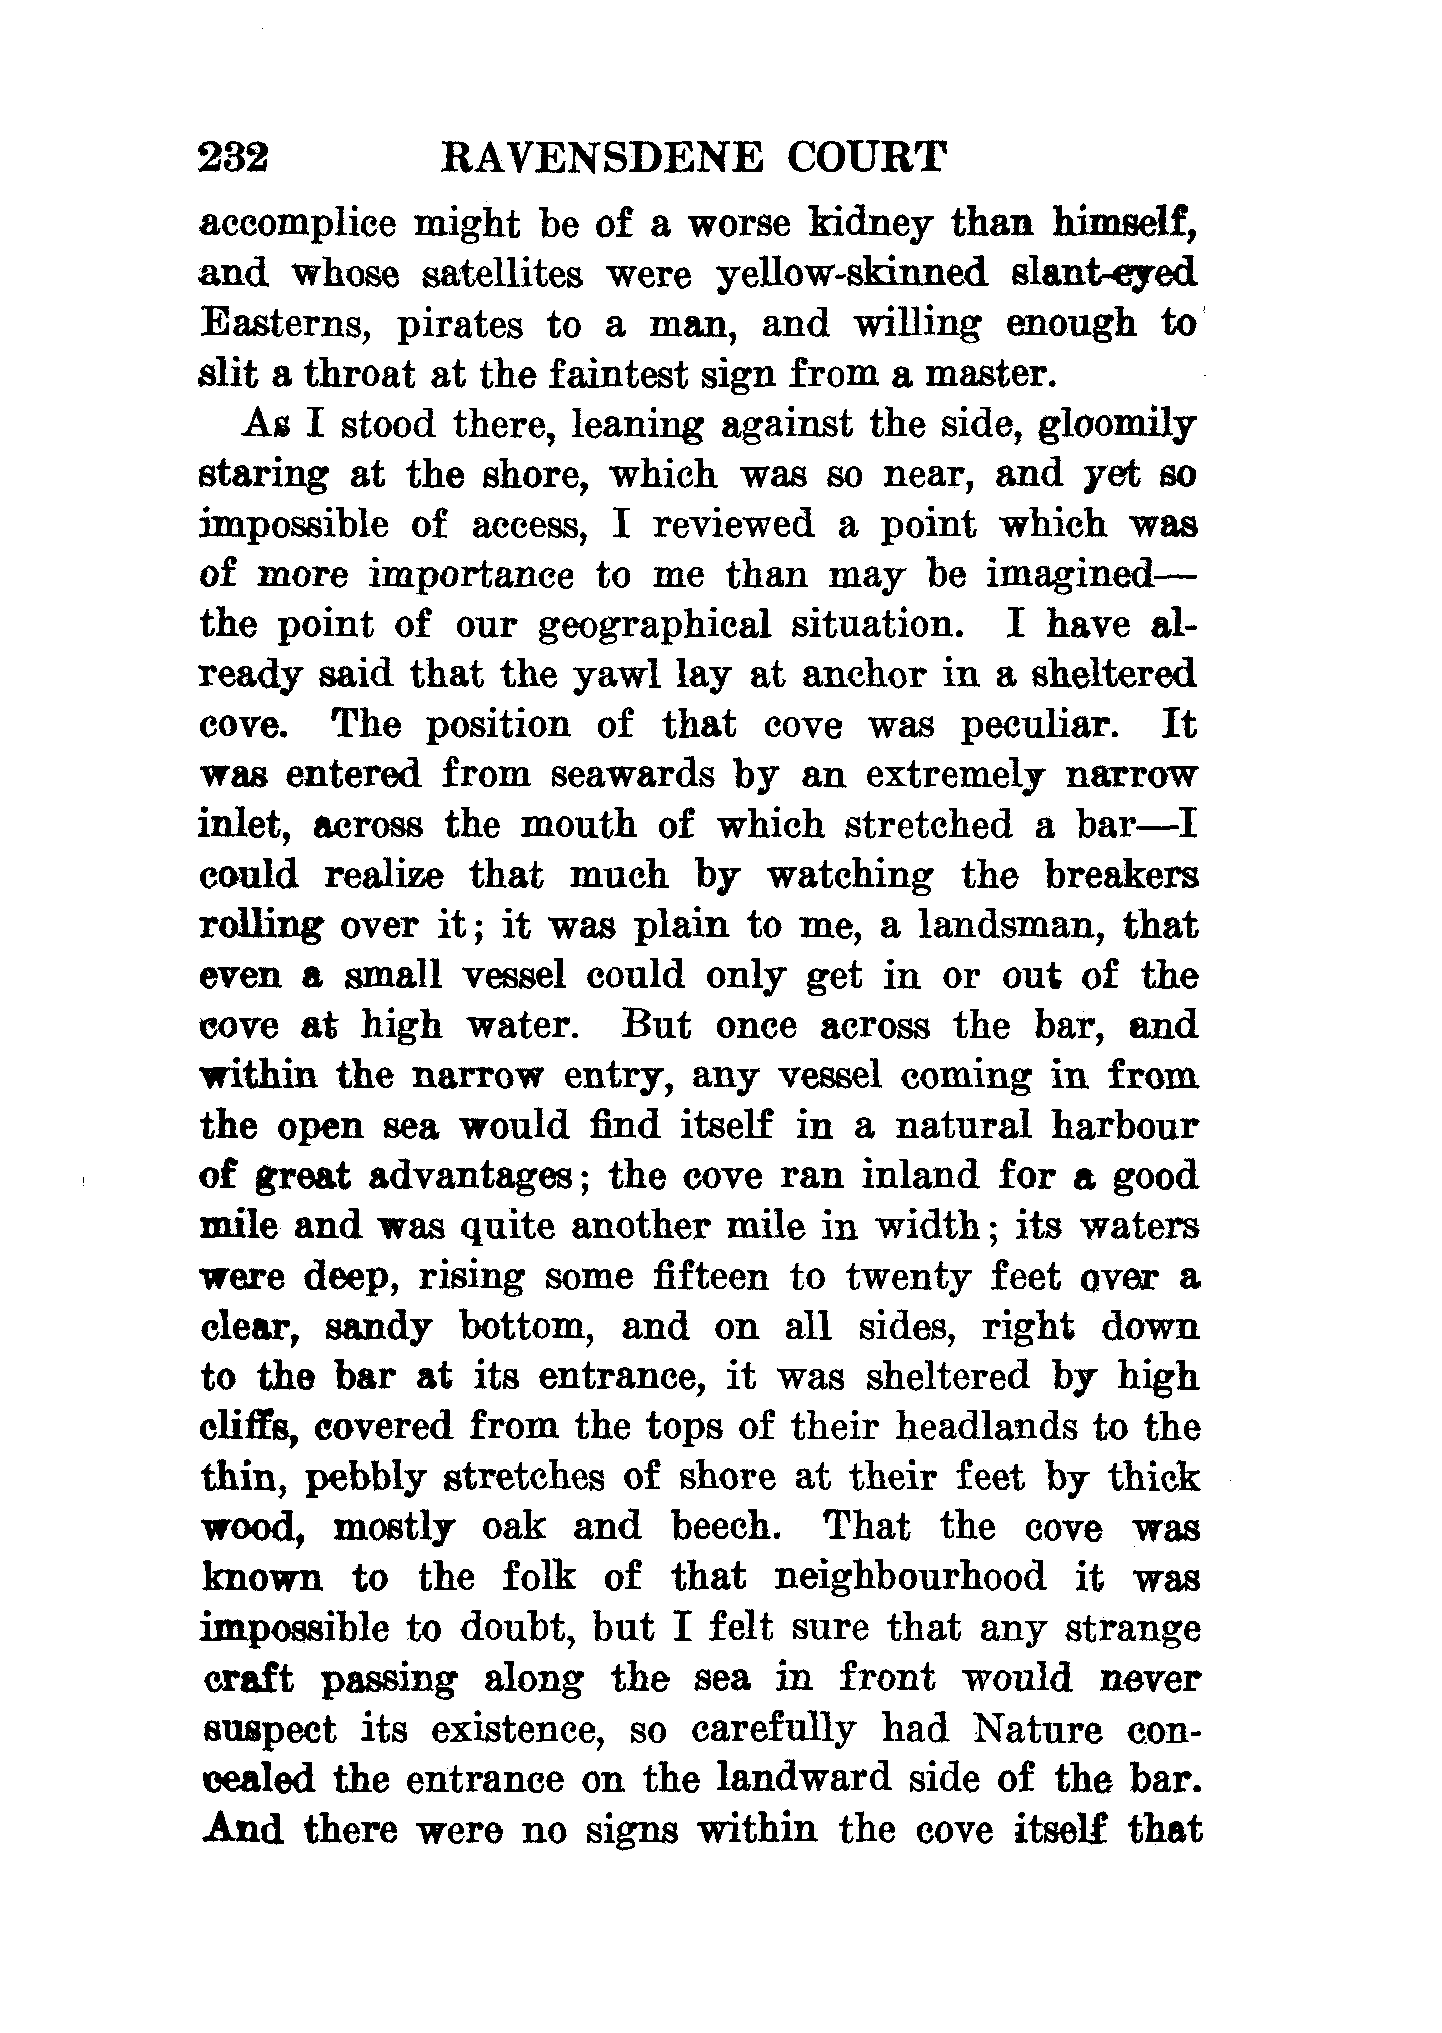 232 RAVENSDENE COURT
accomplice might be of a worse kidney than himself,
and whose satellites were yellow-skinned slant-eyed
Easterns, pirates to a man, and willing enough to
slit a throat at the faintest sign from a master.
As I stood there, leaning against the side, gloomily
staring at the shore, which was so near, and yet so
impossible of access, I reviewed a point which was
of more importance to me than may be imagined—
the point of our geographical situation. I have al-
ready said that the yawl lay at anchor in a sheltered
cove. The position of that cove was peculiar. It
was entered from seawards by an extremely narrow
inlet, across the mouth of which stretched a bar—I
could realize that much by watching the breakers
rolling over it; it was plain to me, a landsman, that
even a small vessel could only get in or out of the
cove at high water. But once across the bar, and
within the narrow entry, any vessel coming in from
the open sea would find itself in a natural harbour
of great advantages; the cove ran inland for a good
mile and was quite another mile in width; its waters
were deep, rising some fifteen to twenty feet over a
clear, sandy bottom, and on all sides, right down
to the bar at its entrance, it was sheltered by high
cliffs, covered from the tops of their headlands to the
thin, pebbly stretches of shore at their feet by thick
wood, mostly oak and beech. That the cove was
known to the folk of that neighbourhood it was
impossible to doubt, but I felt sure that any strange
craft passing along the sea in front would never
suspect its existence, so carefully had Nature con-
cealed the entrance on the landward side of the bar.
And there were no signs within the cove itself that